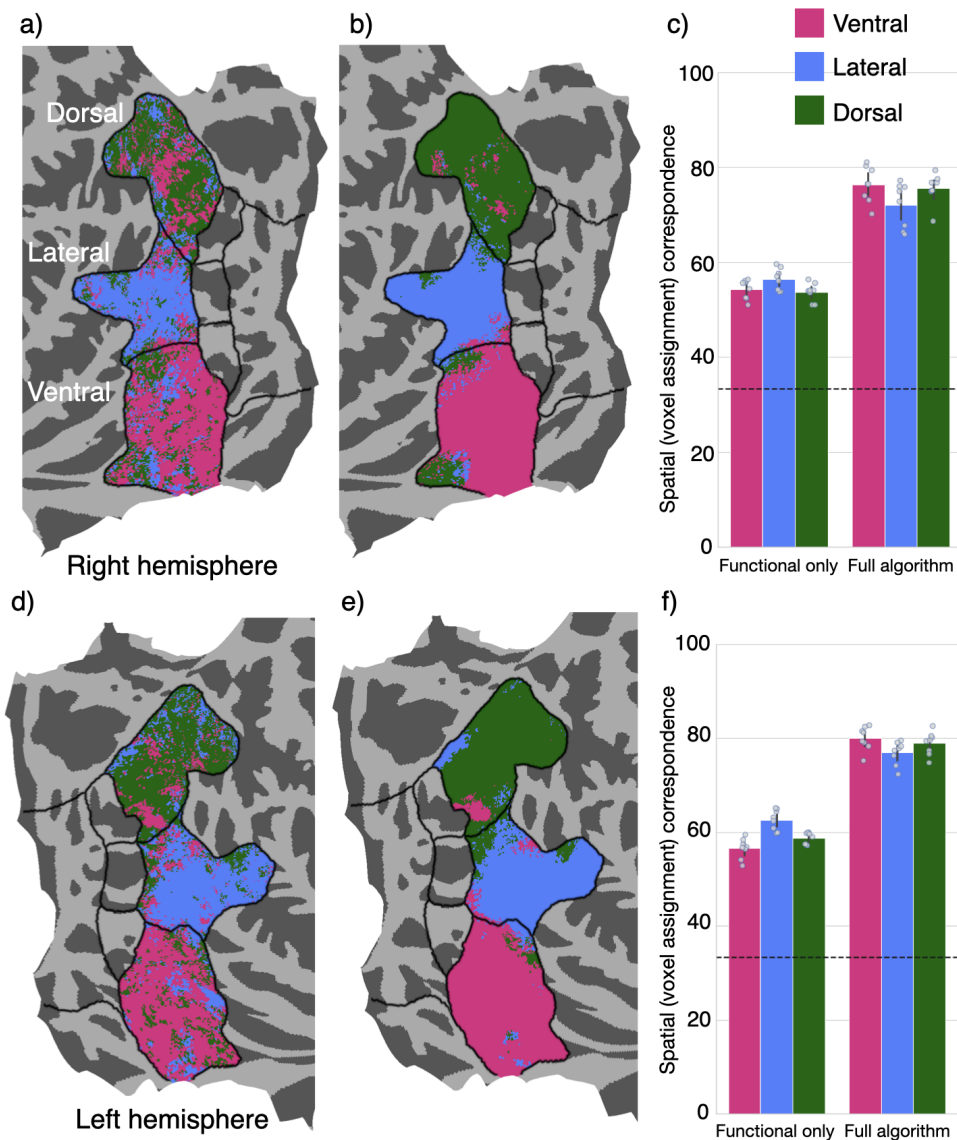 a)
b)
c)
Ventral
Lateral
Dorsal
Dorsal
Lateral
Ventral
Right hemisphere
Spatial (voxel assignment) correspondence
100
80
60
40
20
0
Functional only
Full algorithm
d)
e)
f)
Left hemisphere
Spatial (voxel assignment) correspondence
100
80
60
40
20
0
Functional only
Full algorithm